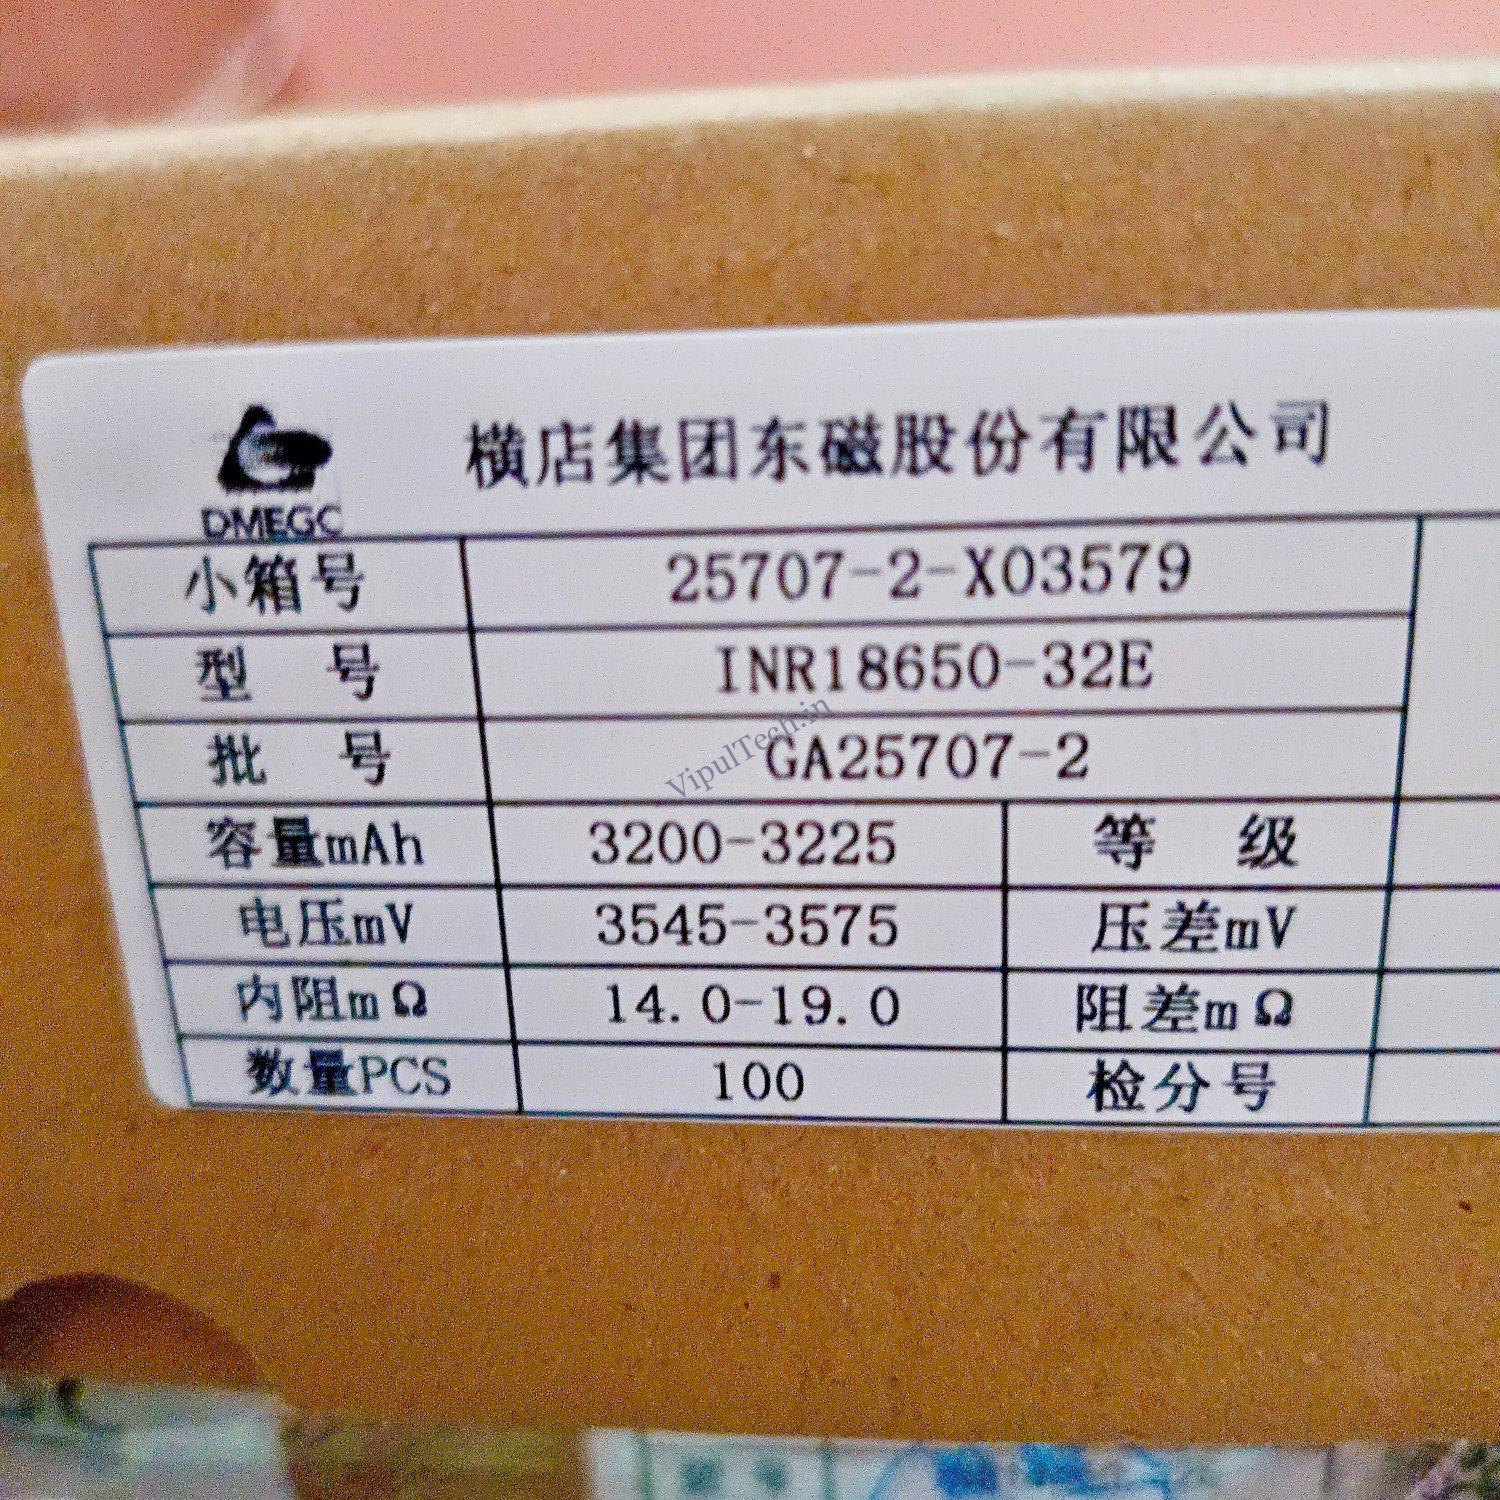 横店集团东磁股份有限公司
DMEGC
小箱号 25707-2-X03579
型 号 INR18650-32E
批 号 GA25707-2
VipulTech.in
容量mAh 3200-3225 等 级
电压mV 3545-3575 压差mV
内阻mΩ 14.0-19.0 阻差mΩ
数量PCS 100 检分号